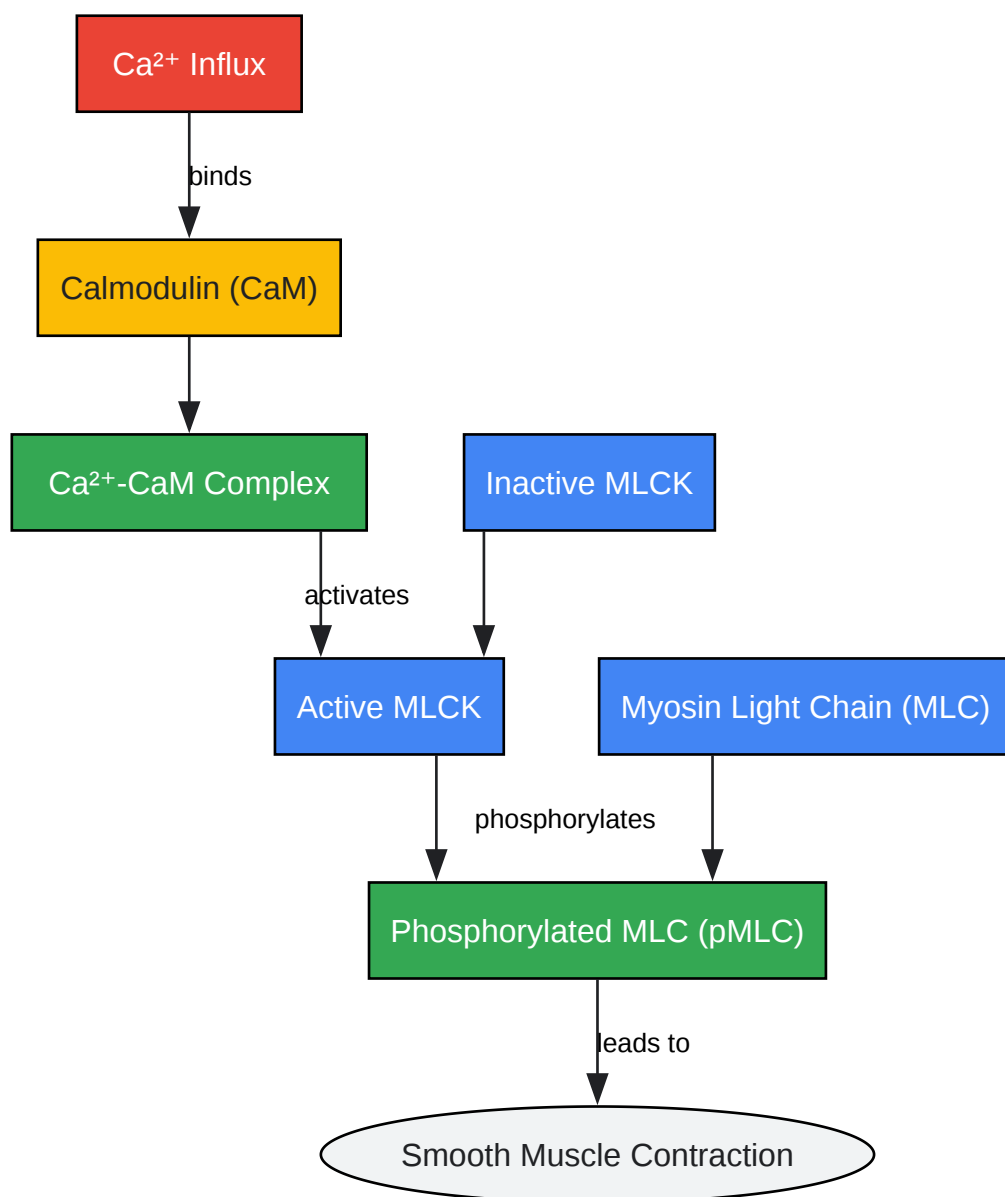 Ca²⁺ Influx
binds
Calmodulin (CaM)
Ca²⁺-CaM Complex
Inactive MLCK
activates
Active MLCK
Myosin Light Chain (MLC)
phosphorylates
Phosphorylated MLC (pMLC)
leads to
Smooth Muscle Contraction